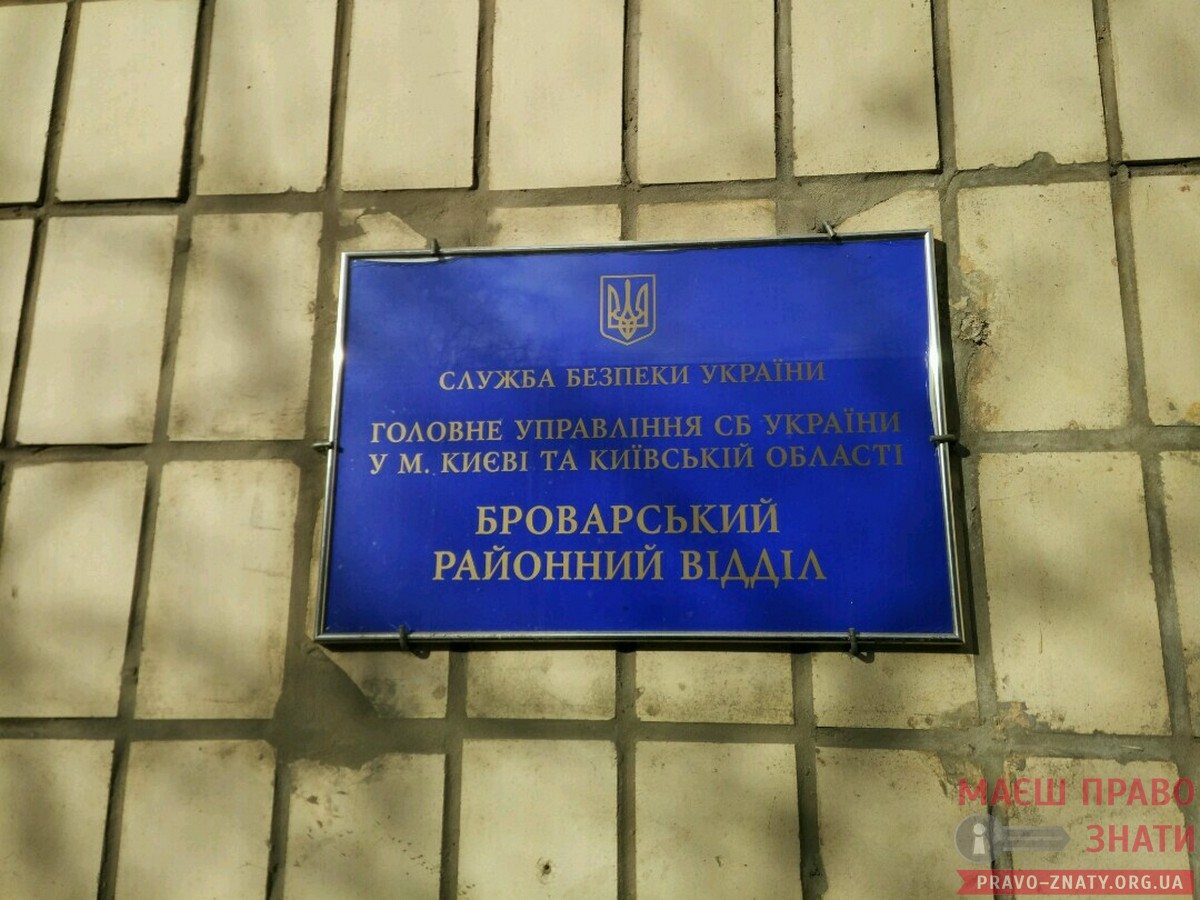 СЛУЖБА БЕЗПЕКИ УКРАЇНИ
ГОЛОВНЕ УПРАВЛІННЯ СБ УКРАЇНИ
У М. КИЄВІ ТА КИЇВСЬКІЙ ОБЛАСТІ
БРОВАРСЬКИЙ
РАЙОННИЙ ВІДДІЛ
МАЄШ ПРАВО
ЗНАТИ
PRAVO-ZNATY.ORG.UA